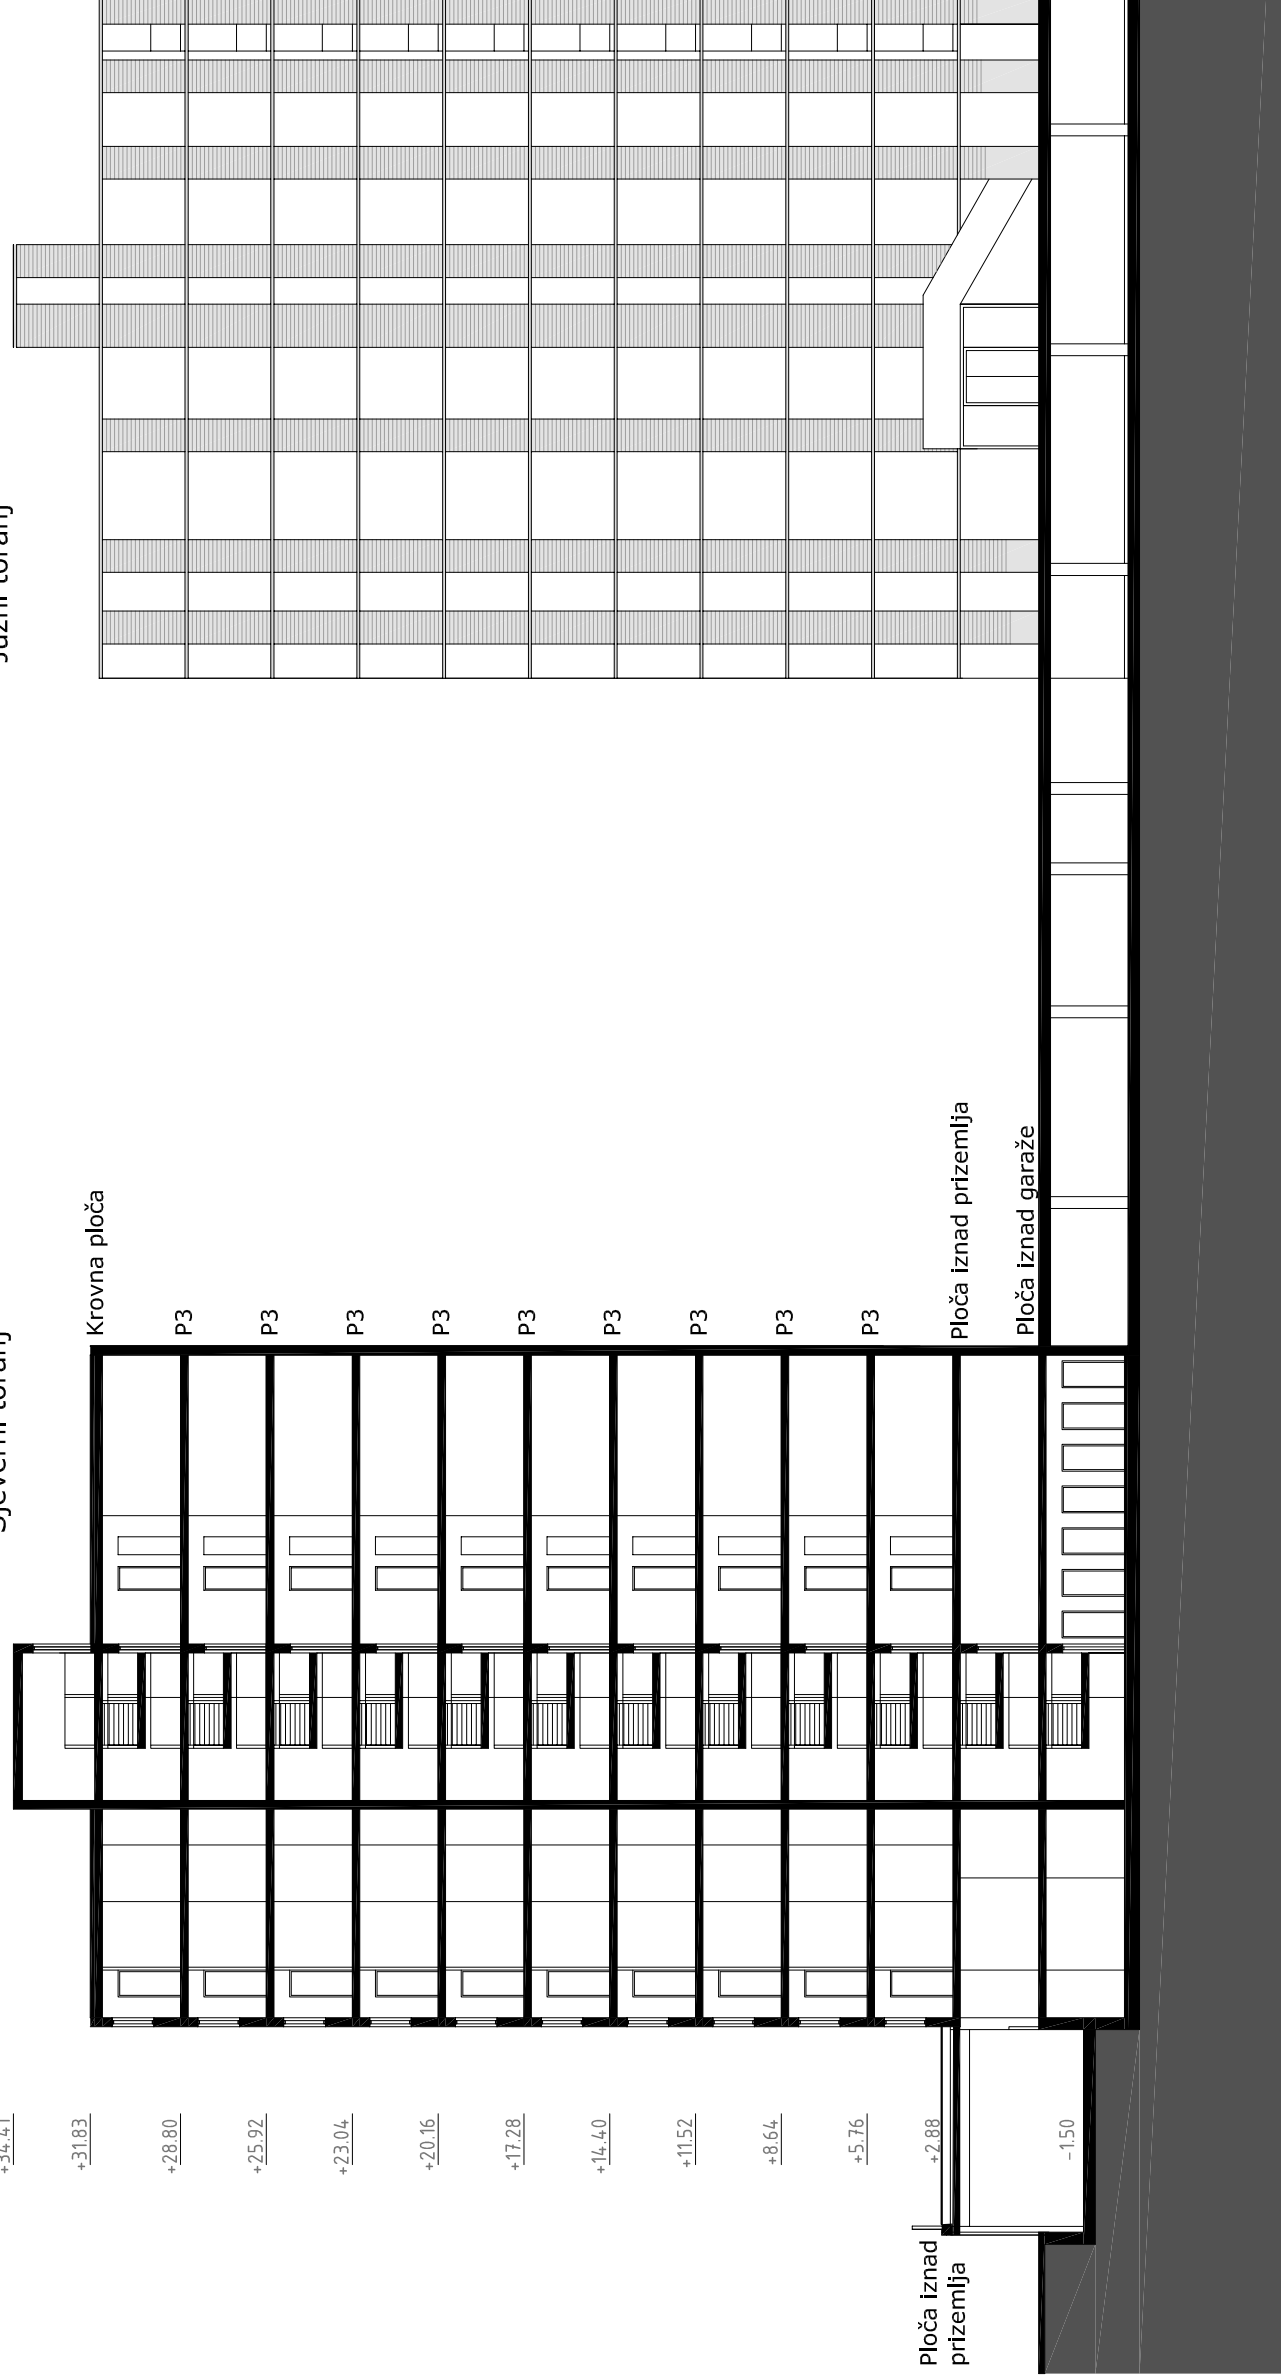 Južni toranj
Sjeverni toranj
Krovna ploča
P3
P3
P3
P3
P3
P3
P3
P3
P3
Ploča iznad prizemlja
Ploča iznad garaže
+34.41
+31.83
+28.80
+25.92
+23.04
+20.16
+17.28
+14.40
+11.52
+8.64
+5.76
+2.88
-1.50
Ploča iznad
prizemlja